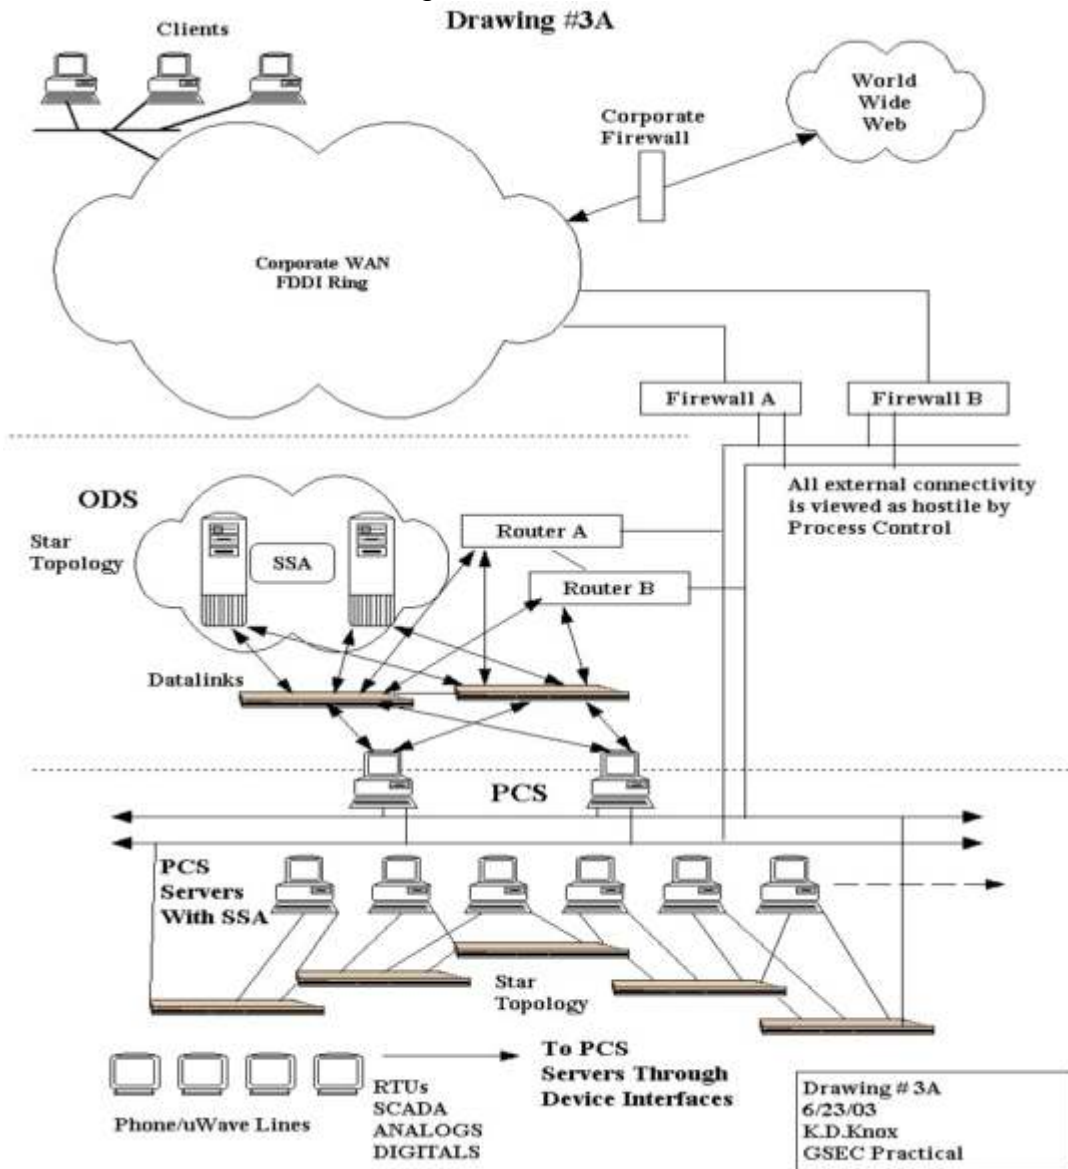 Drawing #3A
Clients
World
Wide
Web
Corporate
Firewall
Corporate WAN
FDDI Ring
Firewall A
Firewall B
All external connectivity
is viewed as hostile by
Process Control
ODS
Star
Topology
SSA
Router A
Router B
Datalinks
PCS
PCS
Servers
With SSA
Star
Topology
To PCS
Servers Through
Device Interfaces
RTUs
SCADA
ANALOGS
DIGITALS
Phone/uWave Lines
Drawing # 3A
6/23/03
K.D.Knox
GSEC Practical